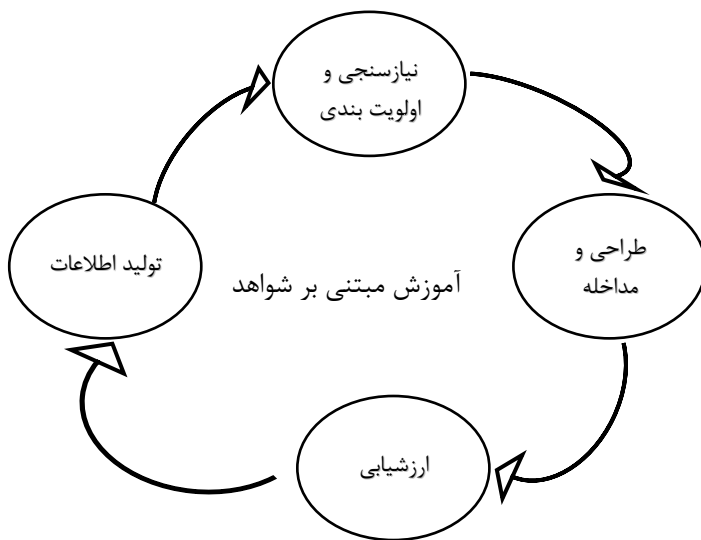 نیازسنجی و
اولویت بندی
طراحی و
مداخله
تولید اطلاعات
آموزش مبتنی بر شواهد
ارزشیابی